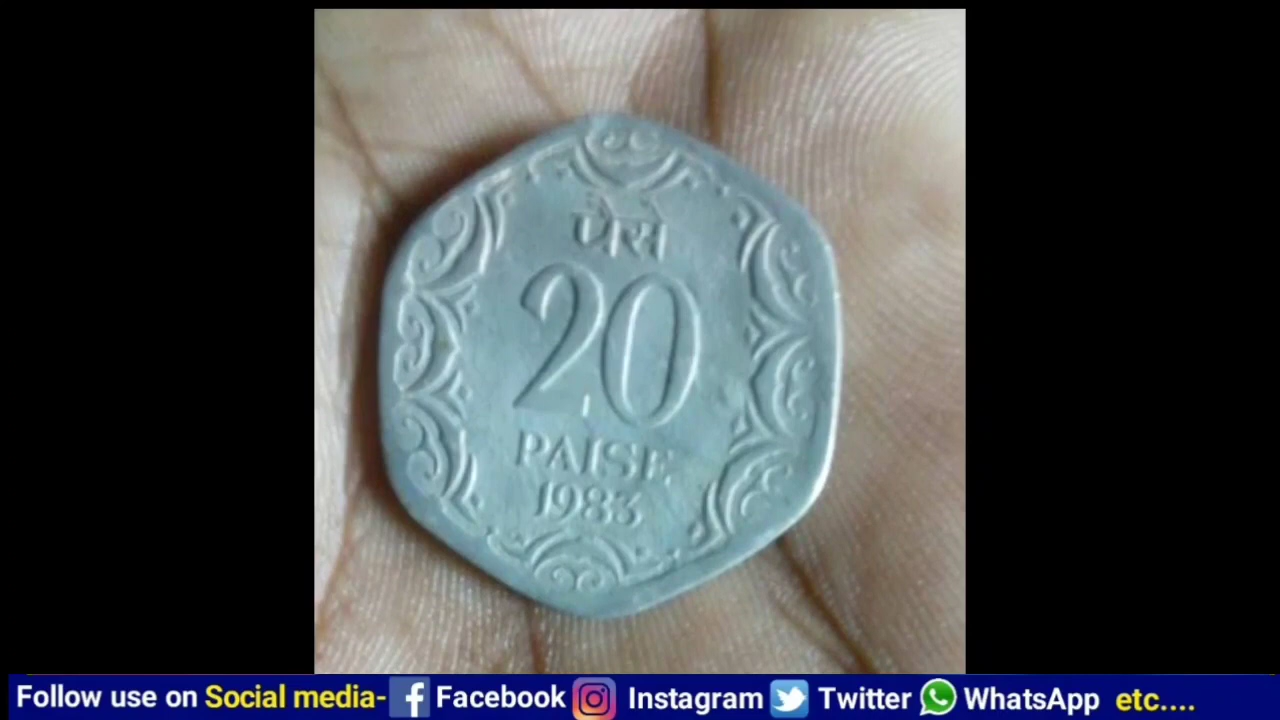 पैसे
20
PAISE
1983
Follow use on Social media- Facebook Instagram Twitter WhatsApp etc....